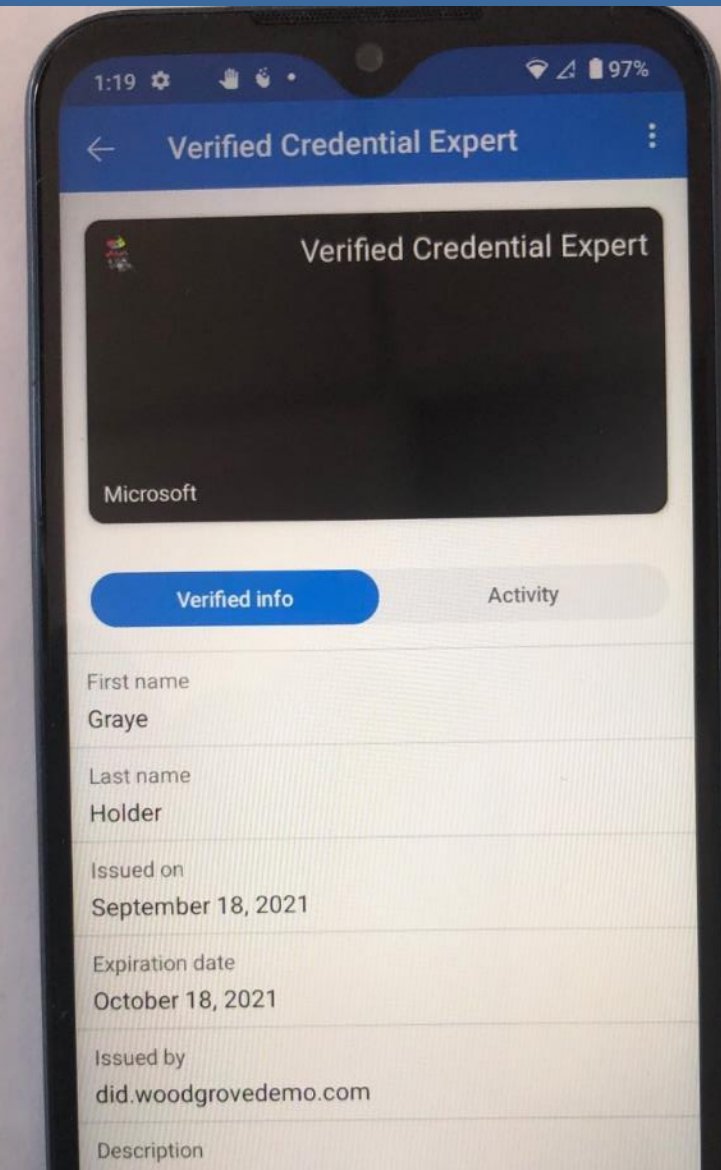 1:19 97%
Verified Credential Expert
Verified Credential Expert
Microsoft
Verified info Activity
First name
Graye
Last name
Holder
Issued on
September 18, 2021
Expiration date
October 18, 2021
Issued by
did.woodgrovedemo.com
Description